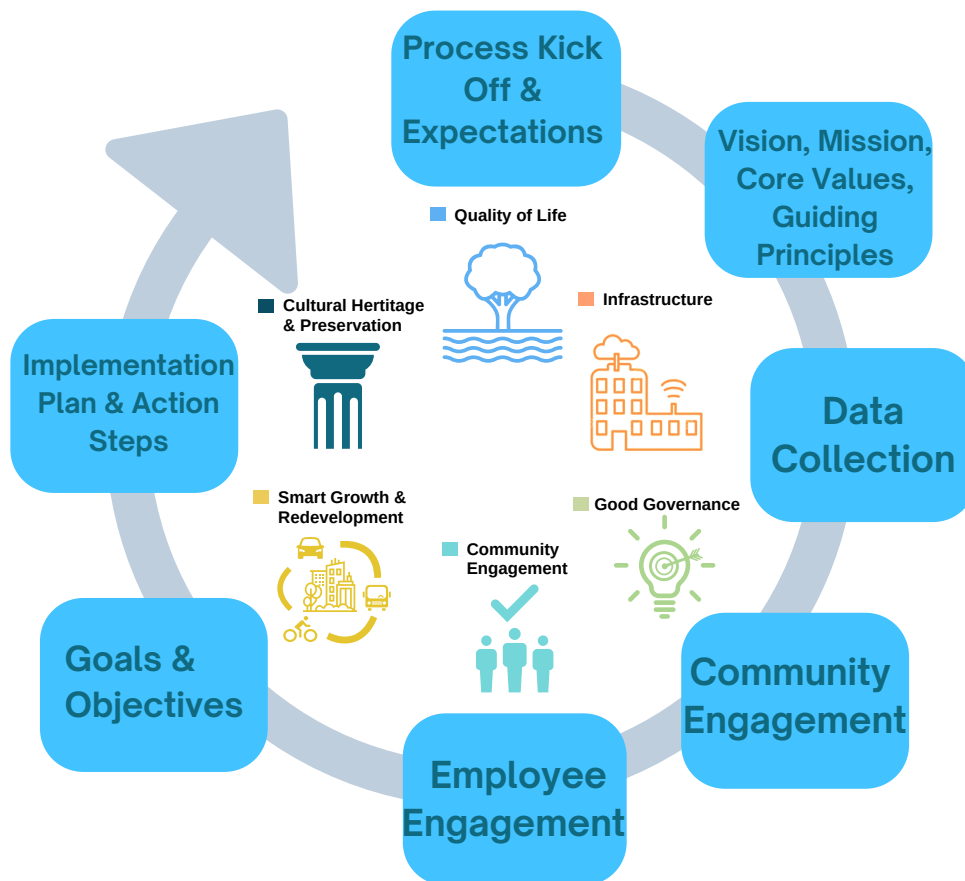 Process Kick
Off &
Expectations
Vision, Mission,
Core Values,
Guiding
Principles
Quality of Life
Cultural Hertitage
& Preservation
Infrastructure
Implementation
Plan & Action
Steps
Data
Collection
Smart Growth &
Redevelopment
Good Governance
Community
Engagement
Goals &
Objectives
Community
Engagement
Employee
Engagement